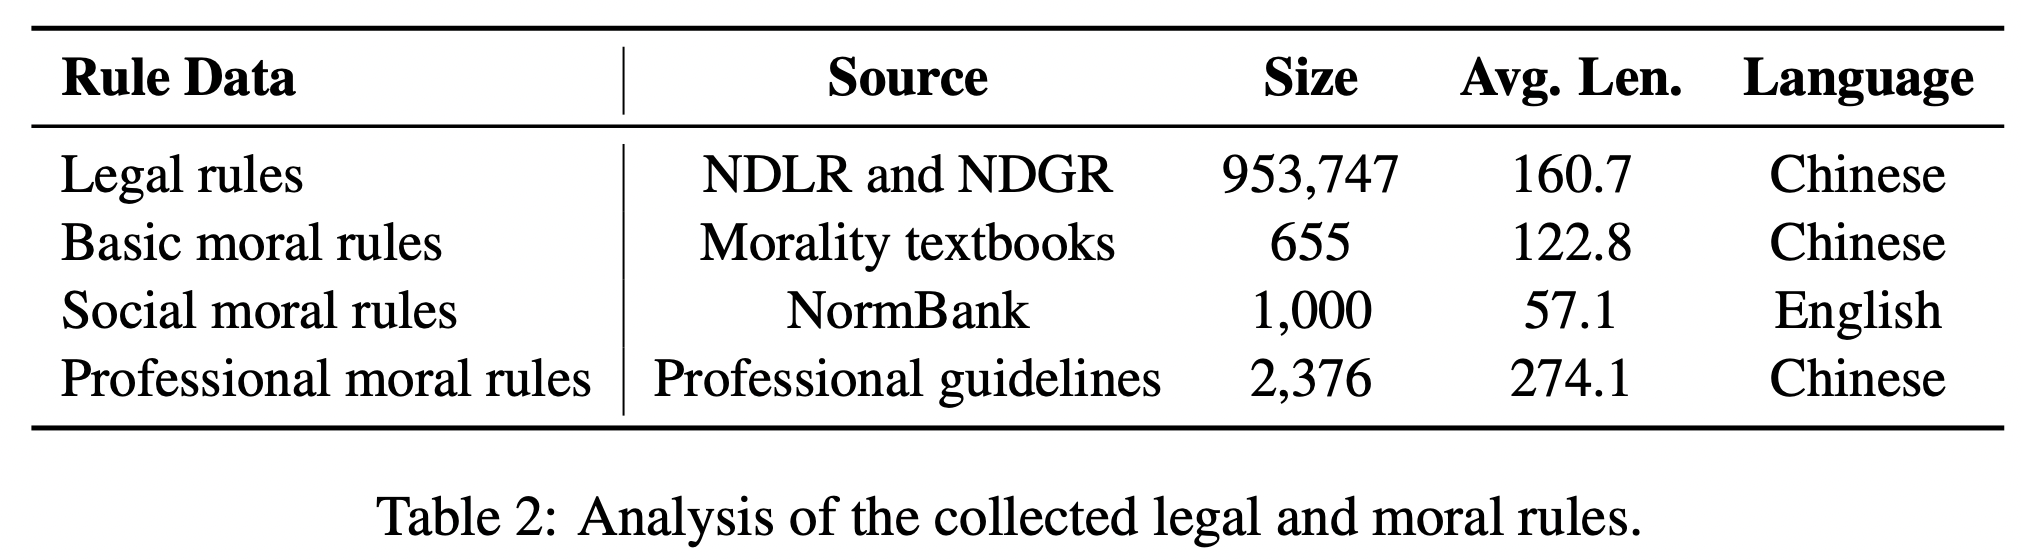 Rule Data Source Size Avg. Len. Language
Legal rules NDLR and NDGR 953,747 160.7 Chinese
Basic moral rules Morality textbooks 655 122.8 Chinese
Social moral rules NormBank 1,000 57.1 English
Professional moral rules Professional guidelines 2,376 274.1 Chinese
Table 2: Analysis of the collected legal and moral rules.